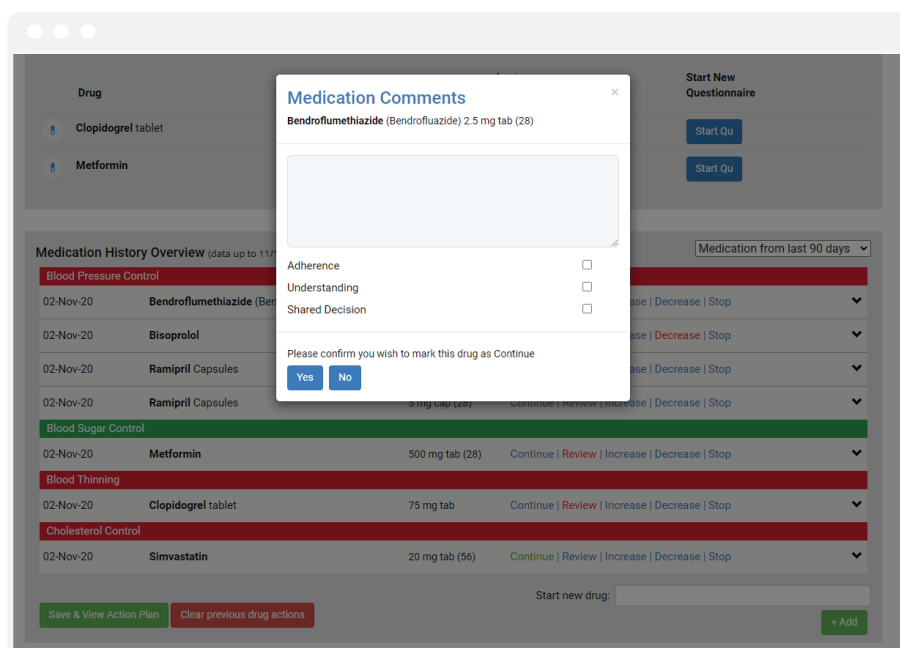 Start New
Drug
Questionnaire
Clopidogrel tablet
Start Qu
Metformin
Start Qu
Medication Comments
×
Bendroflumethiazide (Bendrofluazide) 2.5 mg tab (28)
Adherence
Understanding
Shared Decision
Please confirm you wish to mark this drug as Continue
Yes No
Medication History Overview (data up to 11/
Medication from last 90 days
Blood Pressure Control
02-Nov-20 Bendroflumethiazide (Ben ase | Decrease | Stop
02-Nov-20 Bisoprolol ase | Decrease | Stop
02-Nov-20 Ramipril Capsules ase | Decrease | Stop
02-Nov-20 Ramipril Capsules 5 mg cap (28) Continue | Review | Increase | Decrease | Stop
Blood Sugar Control
02-Nov-20 Metformin 500 mg tab (28) Continue | Review | Increase | Decrease | Stop
Blood Thinning
02-Nov-20 Clopidogrel tablet 75 mg tab Continue | Review | Increase | Decrease | Stop
Cholesterol Control
02-Nov-20 Simvastatin 20 mg tab (56) Continue | Review | Increase | Decrease | Stop
Start new drug:
Save & View Action Plan Clear previous drug actions
+ Add